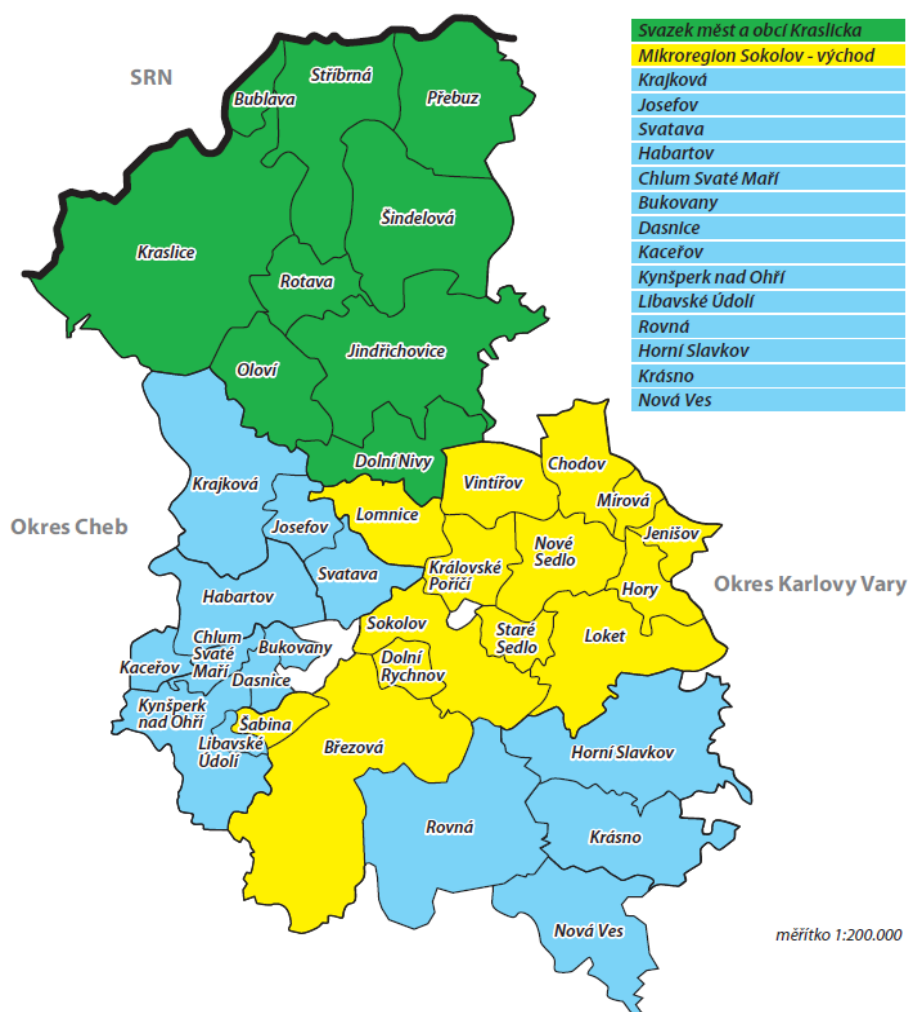 Svazek měst a obcí Kraslicka
Mikroregion Sokolov - východ
Krajková
Josefov
Svatava
Habartov
Chlum Svaté Maří
Bukovany
Dasnice
Kaceřov
Kynšperk nad Ohří
Libavské Údolí
Rovná
Horní Slavkov
Krásno
Nová Ves
SRN
Stříbrná
Bublava
Přebuz
Šindelová
Kraslice
Rotava
Jindřichovice
Oloví
Dolní Nivy
Krajková
Vintířov
Chodov
Mírová
Lomnice
Josefov
Jenišov
Okres Cheb
Nové
Sedlo
Královské
Poříčí
Svatava
Okres Karlovy Vary
Habartov
Hory
Sokolov
Staré
Sedlo
Loket
Chlum
Svaté
Maří
Bukovany
Kaceřov
Dasnice
Dolní
Rychnov
Kynšperk
nad Ohří
Šabina
Libavské
Údolí
Březová
Horní Slavkov
Rovná
Krásno
Nová Ves
měřítko 1:200.000